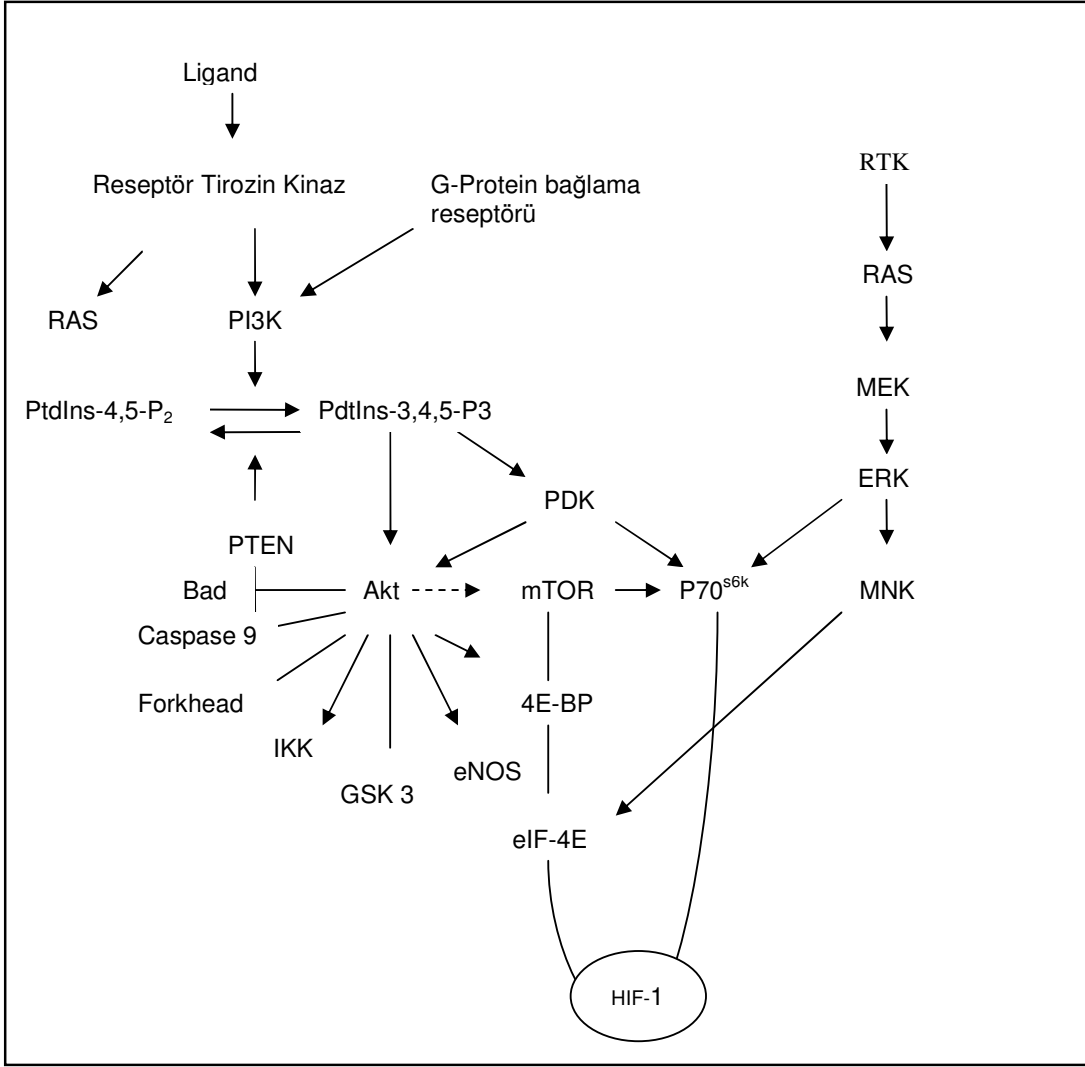 Ligand
RTK
Reseptör Tirozin Kinaz
G-Protein bağlama
reseptörü
RAS
RAS
PI3K
MEK
PtdIns-4,5-P₂
PdtIns-3,4,5-P3
ERK
PDK
PTEN
Bad
Akt
mTOR
P70ˢ⁶ᵏ
MNK
Caspase 9
Forkhead
4E-BP
IKK
eNOS
GSK 3
eIF-4E
HIF-1